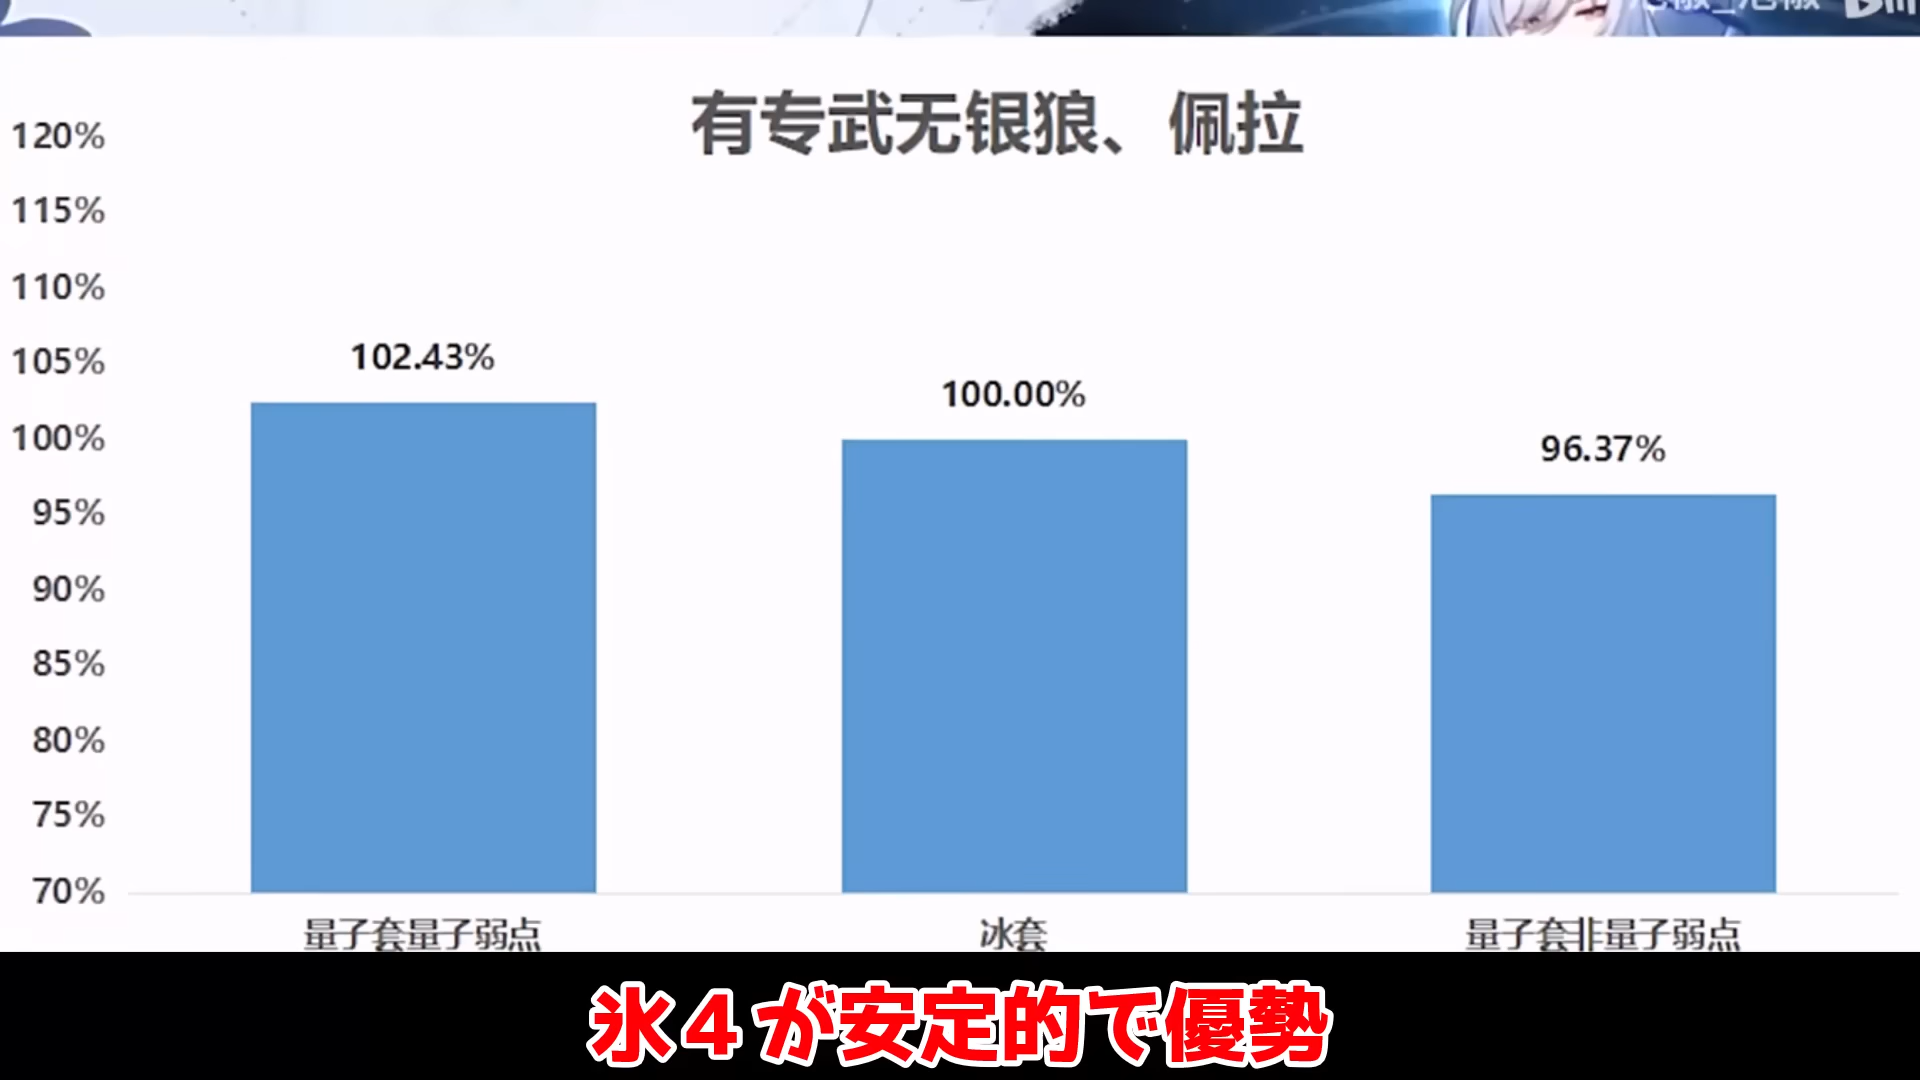 有专武无银狼、佩拉
120%
115%
110%
105%
100%
95%
90%
85%
80%
75%
70%
102.43%
100.00%
96.37%
量子套量子弱点
冰套
量子套非量子弱点
氷４が安定的で優勢